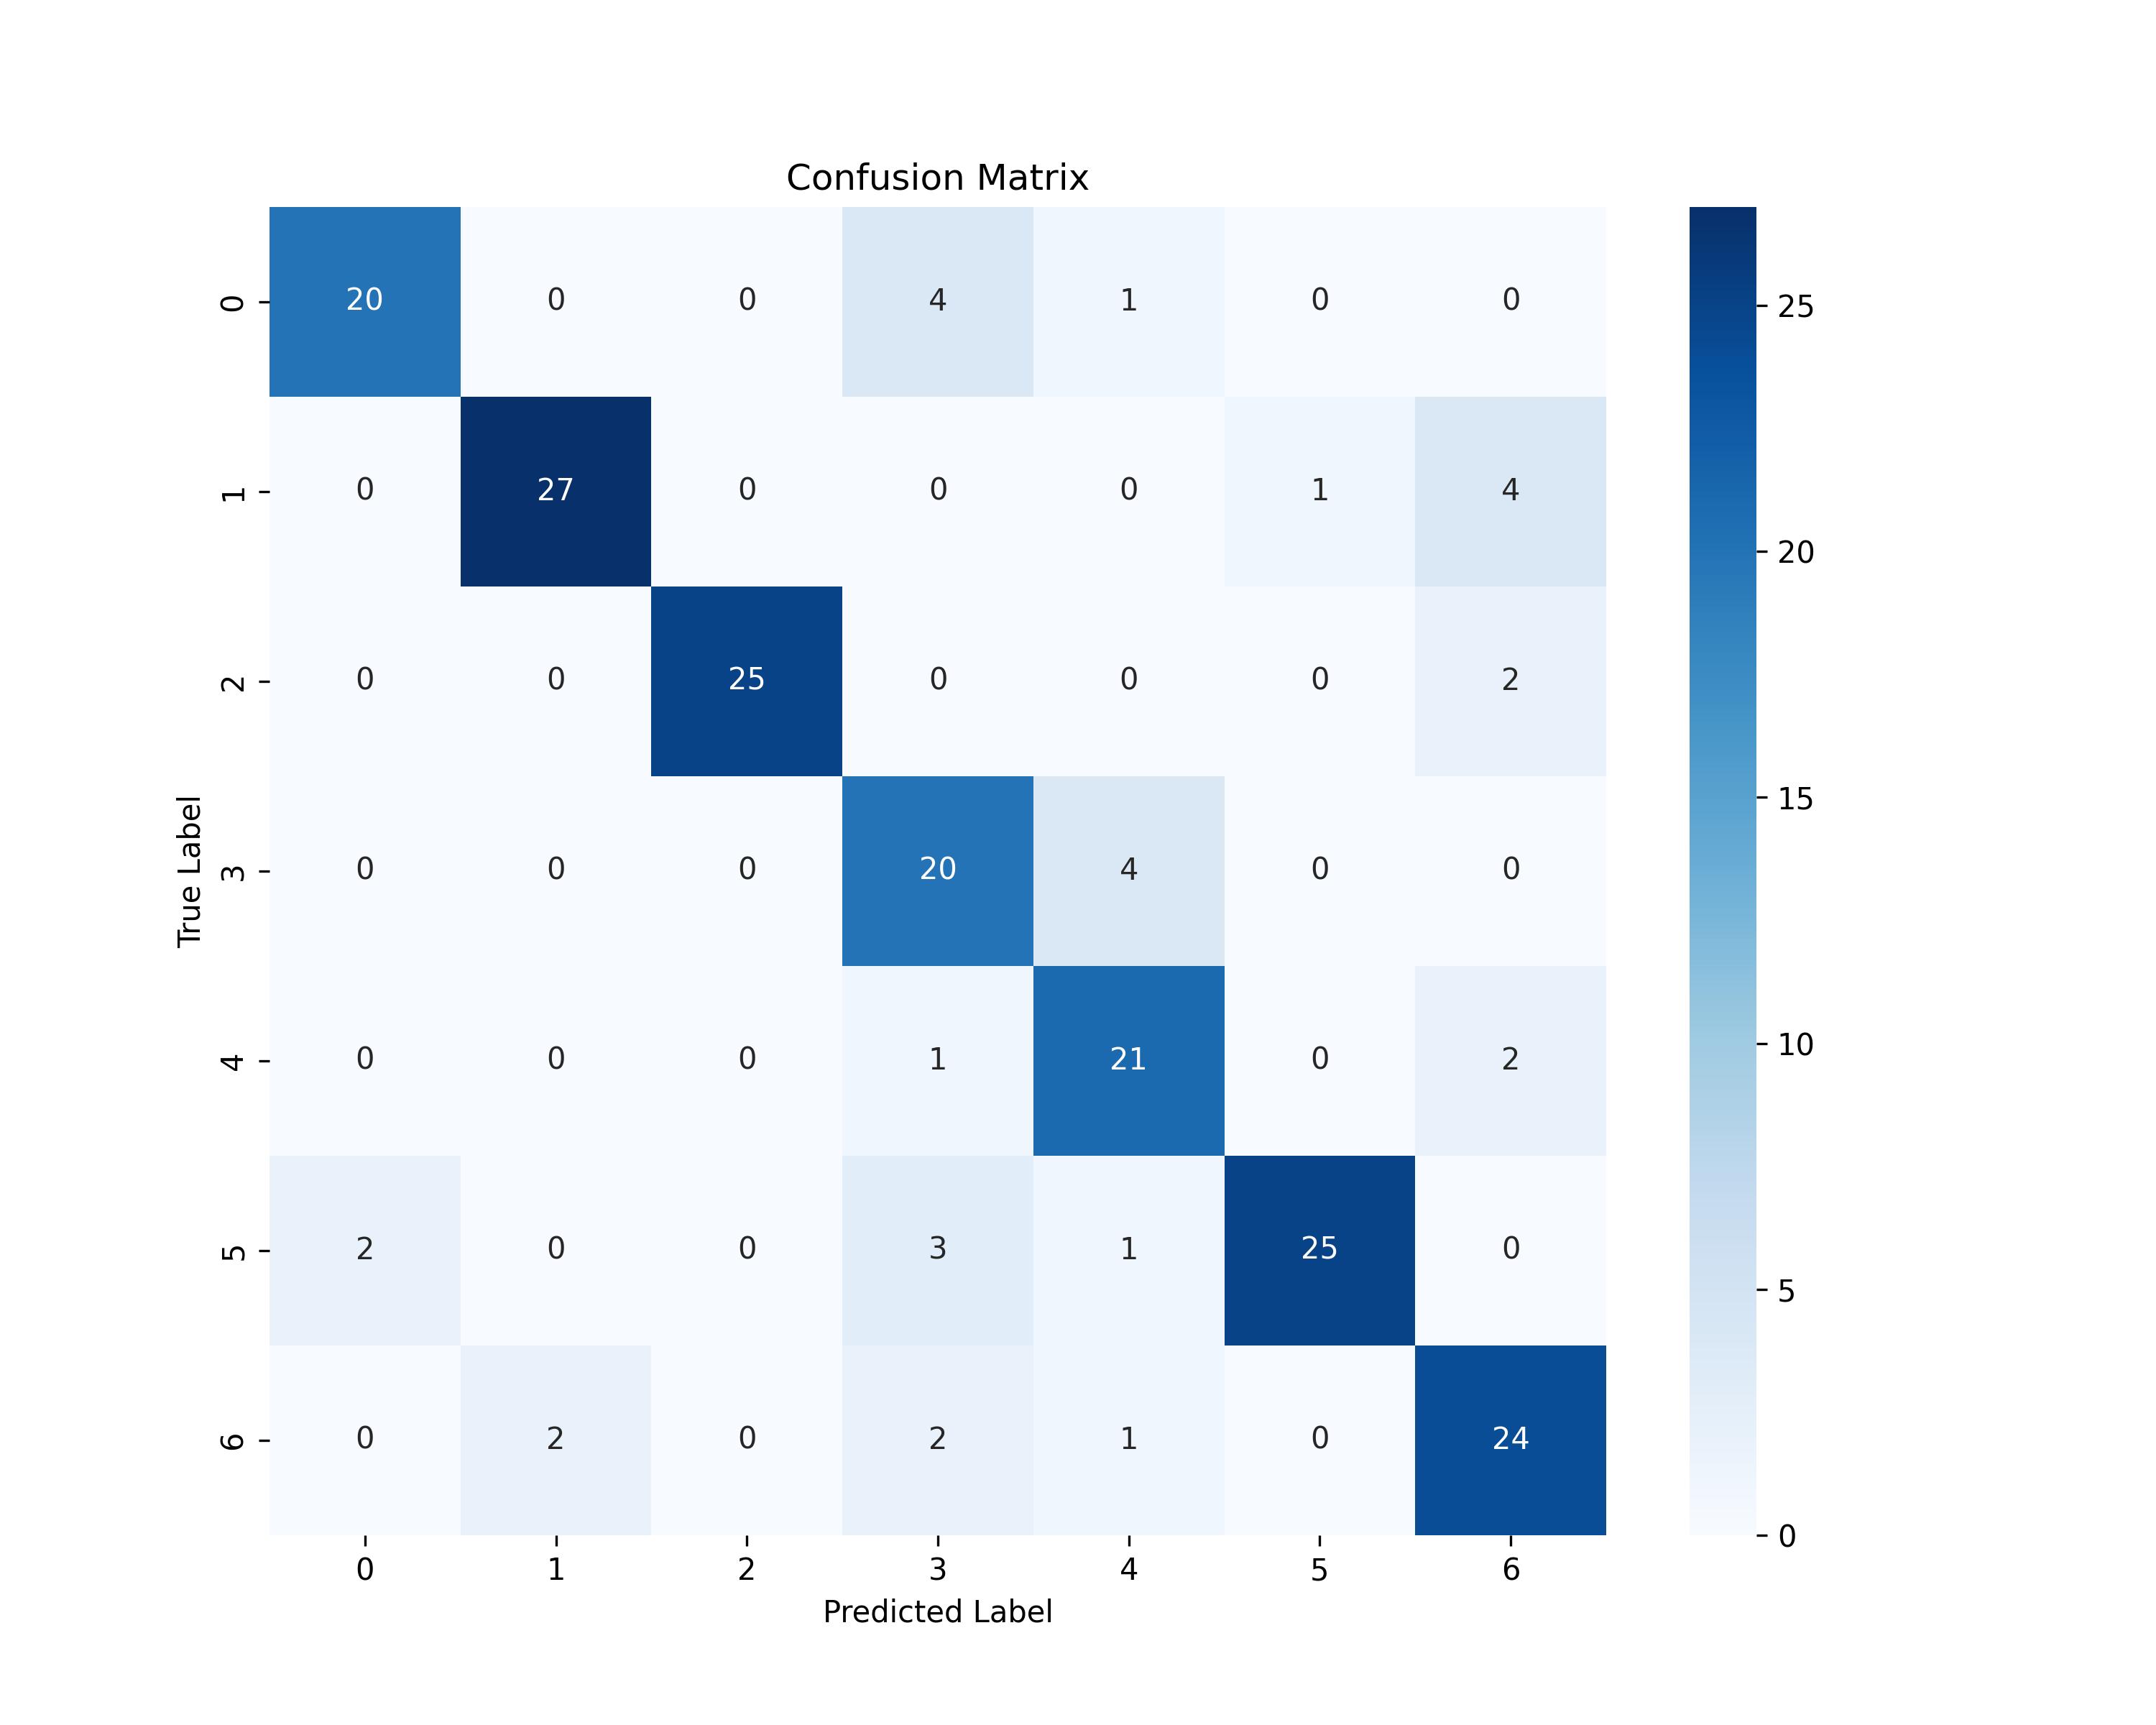 Confusion Matrix
True Label
0 20 0 0 4 1 0 0
1 0 27 0 0 0 1 4
2 0 0 25 0 0 0 2
3 0 0 0 20 4 0 0
4 0 0 0 1 21 0 2
5 2 0 0 3 1 25 0
6 0 2 0 2 1 0 24
0 1 2 3 4 5 6
Predicted Label
25
20
15
10
5
0